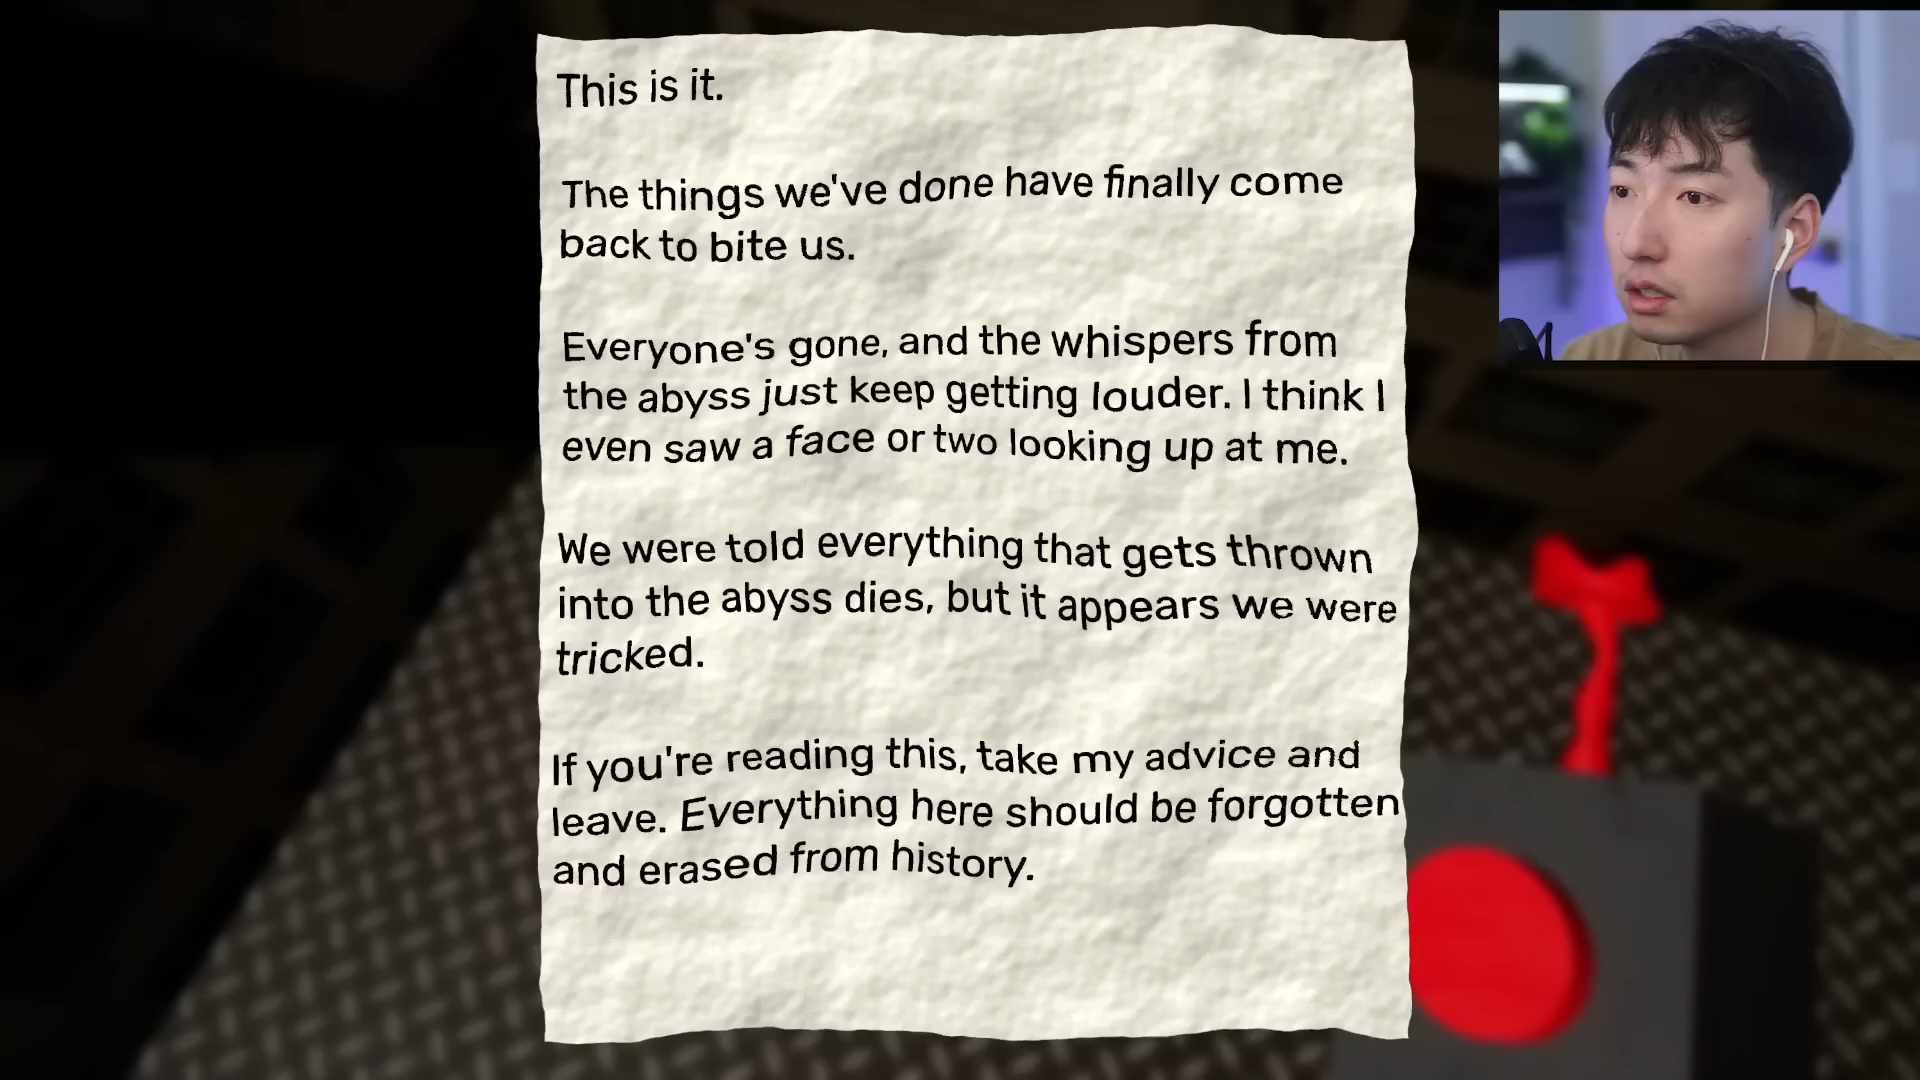 This is it.
The things we've done have finally come
back to bite us.
Everyone's gone, and the whispers from
the abyss just keep getting louder. I think I
even saw a face or two looking up at me.
We were told everything that gets thrown
into the abyss dies, but it appears we were
tricked.
If you're reading this, take my advice and
leave. Everything here should be forgotten
and erased from history.